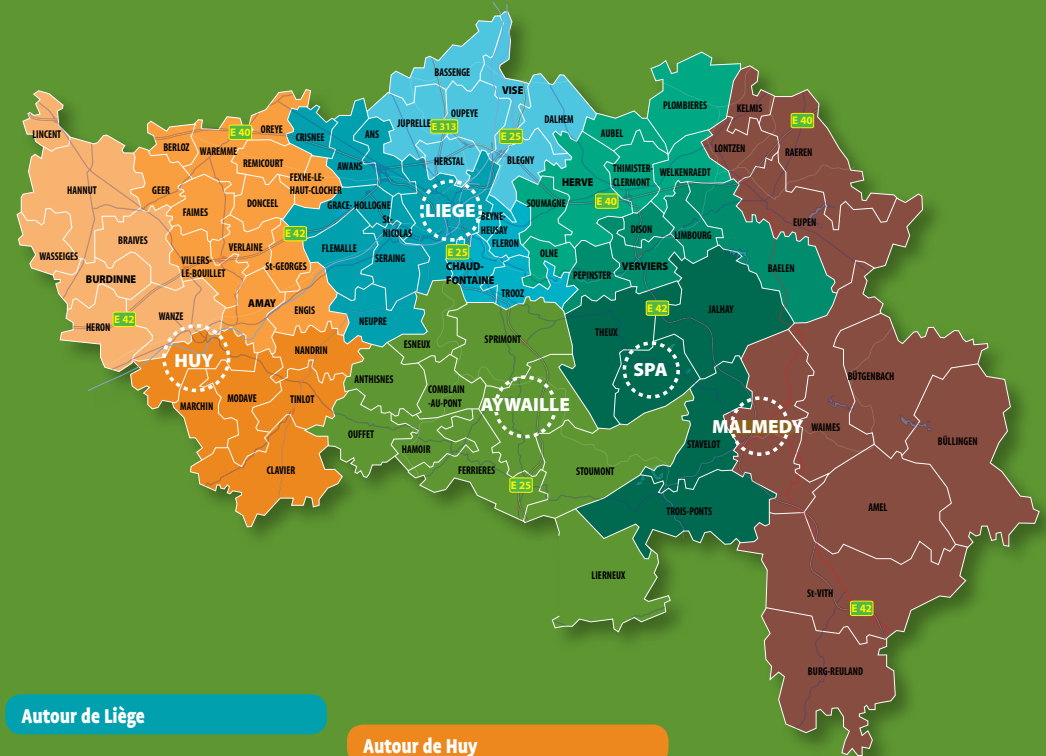 BASSENGE
VISE
OUPEYE
JUPRELLE
E 313
E 25
DALHEM
HERSTAL
BLEGNY
PLOMBIERES
KELMIS
E 40
RAEREN
LONTZEN
AUBEL
THIMISTER-
CLERMONT
WELKENRAEDT
HERVE
E 40
SOUMAGNE
LINCENT
BERLOZ
WAREMME
E 40
OREYE
CRISNEE
ANS
REMICOURT
AWANS
FEXHE-LE-
HAUT-CLOCHER
HANNUT
GEER
FAIMES
DONCEEL
GRACE- HOLLOGNE
St-
NICOLAS
LIEGE
BEYNE-
HEUSAY
FLERON
E 42
E 25
CHAUD-
FONTAINE
FLEMALLE
SERAING
TROOZ
OLNE
DISON
LIMBOURG
EUPEN
BAELEN
VERVIERS
PEPINSTER
WASSEIGES
BRAIVES
VERLAINE
VILLERS-
LE-BOUILLET
St-GEORGES
BURDINNE
AMAY
ENGIS
WANZE
HERON
E 42
NEUPRE
NANDRIN
HUY
MARCHIN
MODAVE
TINLOT
CLAVIER
ESNEUX
SPRIMONT
ANTHISNES
COMBLAIN
-AU-PONT
AYWAILLE
OUFFET
HAMOIR
FERRIERES
E 25
STOUMONT
LIERNEUX
THEUX
E 42
JALHAY
SPA
STAVELOT
TROIS-PONTS
MALMEDY
WAIMES
BÜTGENBACH
BÜLLINGEN
AMEL
St-VITH
E 42
BURG-REULAND
Autour de Liège
Autour de Huy